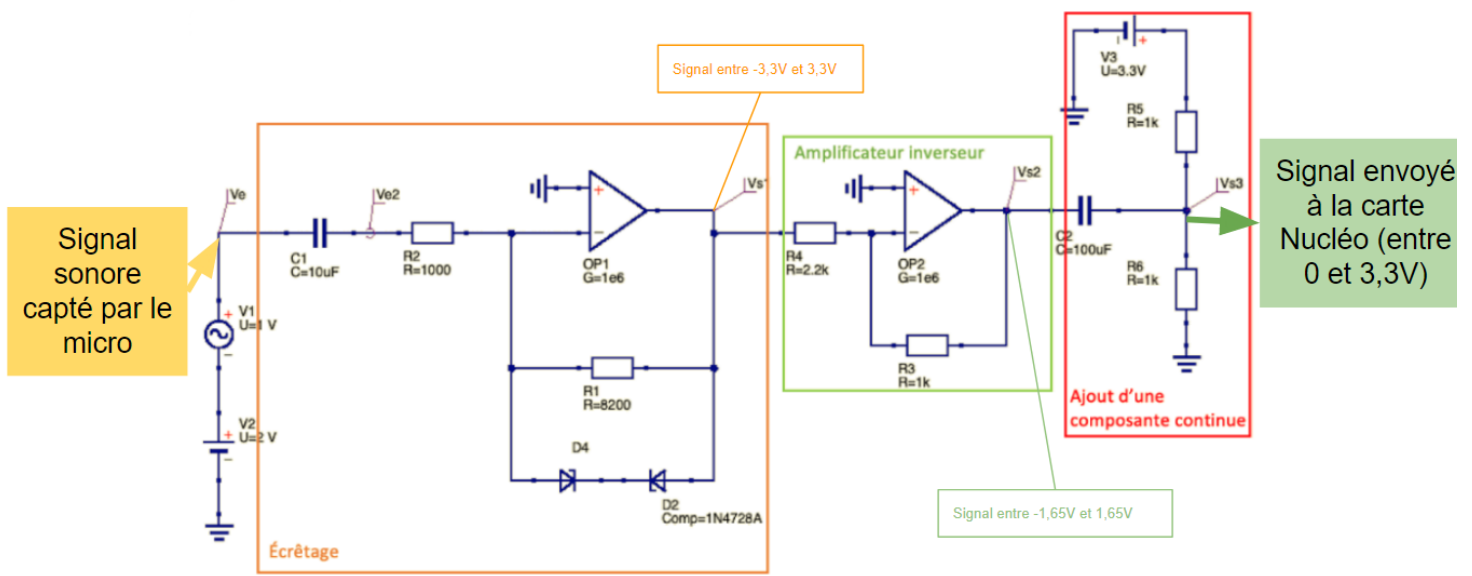 Signal entre -3,3V et 3,3V
V3
U=3.3V
R5
R=1k
Amplificateur inverseur
Ve
Ve2
Vs1
Vs2
Vs3
Signal
sonore
capté par le
micro
Signal envoyé
à la carte
Nucléo (entre
0 et 3,3V)
C1
C=10uF
R2
R=1000
OP1
G=1e6
R4
R=2.2k
OP2
G=1e6
C2
C=100uF
R6
R=1k
V1
U=1 V
R1
R=8200
R3
R=1k
Ajout d'une
composante continue
V2
U=2 V
D4
D2
Comp=1N4728A
Signal entre -1,65V et 1,65V
Écrêtage